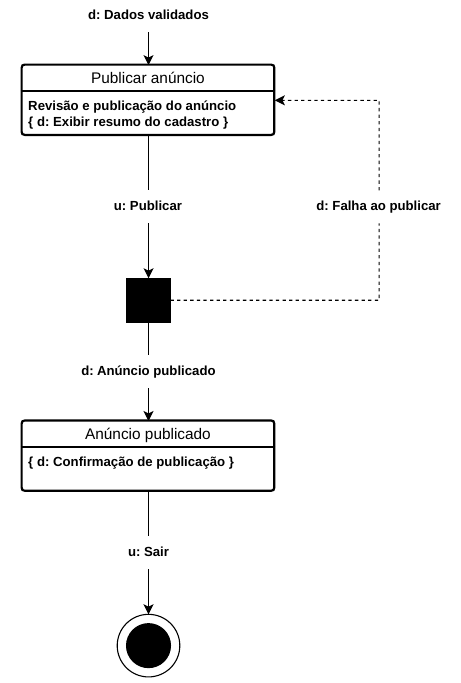 d: Dados validados
Publicar anúncio
Revisão e publicação do anúncio
{ d: Exibir resumo do cadastro }
u: Publicar
d: Falha ao publicar
d: Anúncio publicado
Anúncio publicado
{ d: Confirmação de publicação }
u: Sair